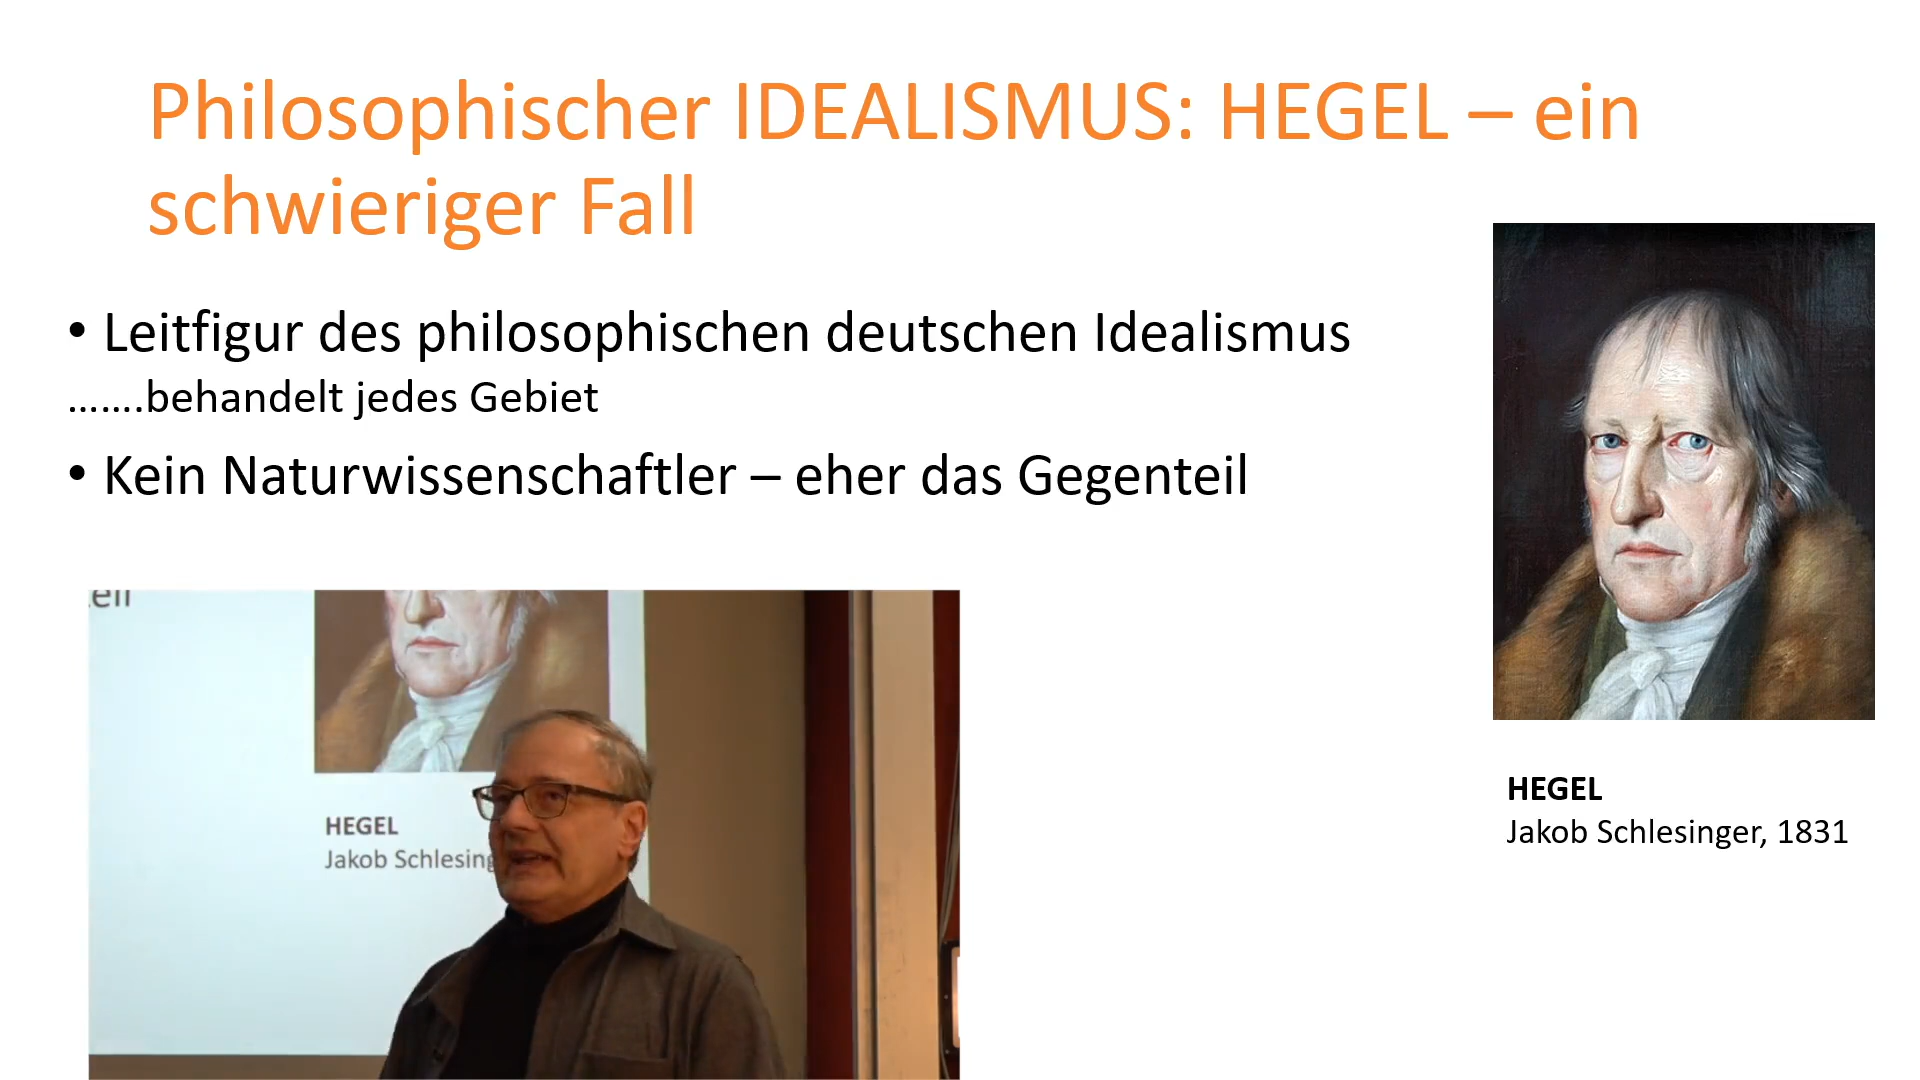 Philosophischer IDEALISMUS: HEGEL – ein
schwieriger Fall
• Leitfigur des philosophischen deutschen Idealismus
…….behandelt jedes Gebiet
• Kein Naturwissenschaftler – eher das Gegenteil
HEGEL
Jakob Schlesinger, 1831
HEGEL
Jakob